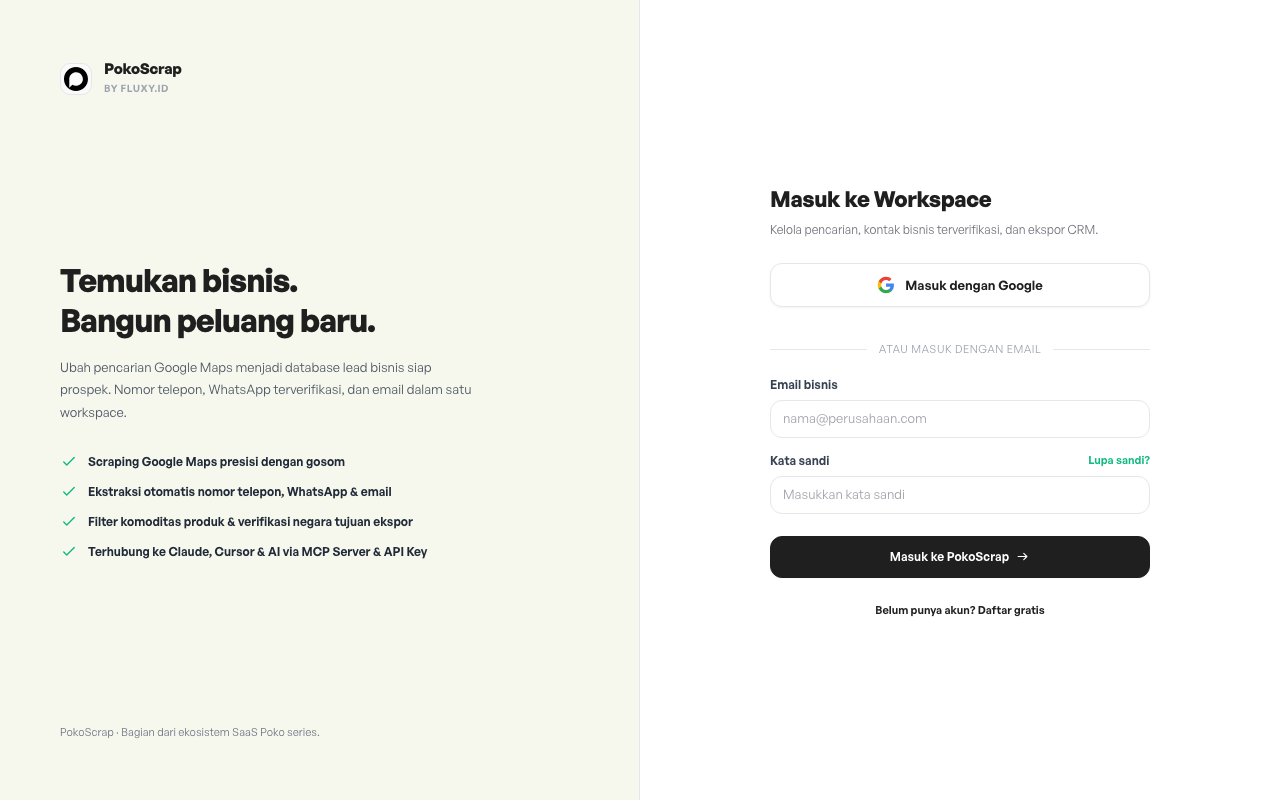 PokoScrap
BY FLUXY.ID
Temukan bisnis.
Bangun peluang baru.
Ubah pencarian Google Maps menjadi database lead bisnis siap
prospek. Nomor telepon, WhatsApp terverifikasi, dan email dalam satu
workspace.
Scraping Google Maps presisi dengan gosom
Ekstraksi otomatis nomor telepon, WhatsApp & email
Filter komoditas produk & verifikasi negara tujuan ekspor
Terhubung ke Claude, Cursor & AI via MCP Server & API Key
PokoScrap · Bagian dari ekosistem SaaS Poko series.
Masuk ke Workspace
Kelola pencarian, kontak bisnis terverifikasi, dan ekspor CRM.
Masuk dengan Google
ATAU MASUK DENGAN EMAIL
Email bisnis
nama@perusahaan.com
Kata sandi
Lupa sandi?
Masukkan kata sandi
Masuk ke PokoScrap →
Belum punya akun? Daftar gratis